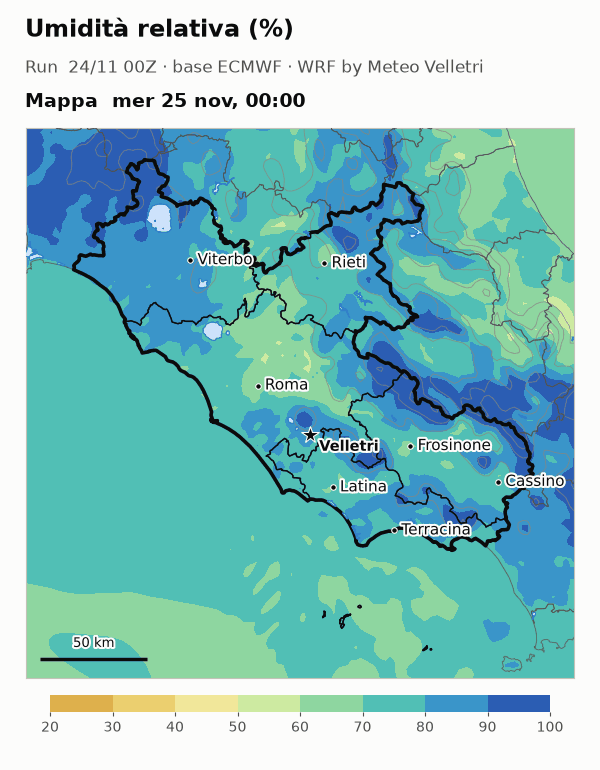 Umidità relativa (%)
Run  24/11 00Z · base ECMWF · WRF by Meteo Velletri
Mappa  mer 25 nov, 00:00
Viterbo
Rieti
Roma
Velletri
Frosinone
Cassino
Latina
Terracina
50 km
20 30 40 50 60 70 80 90 100